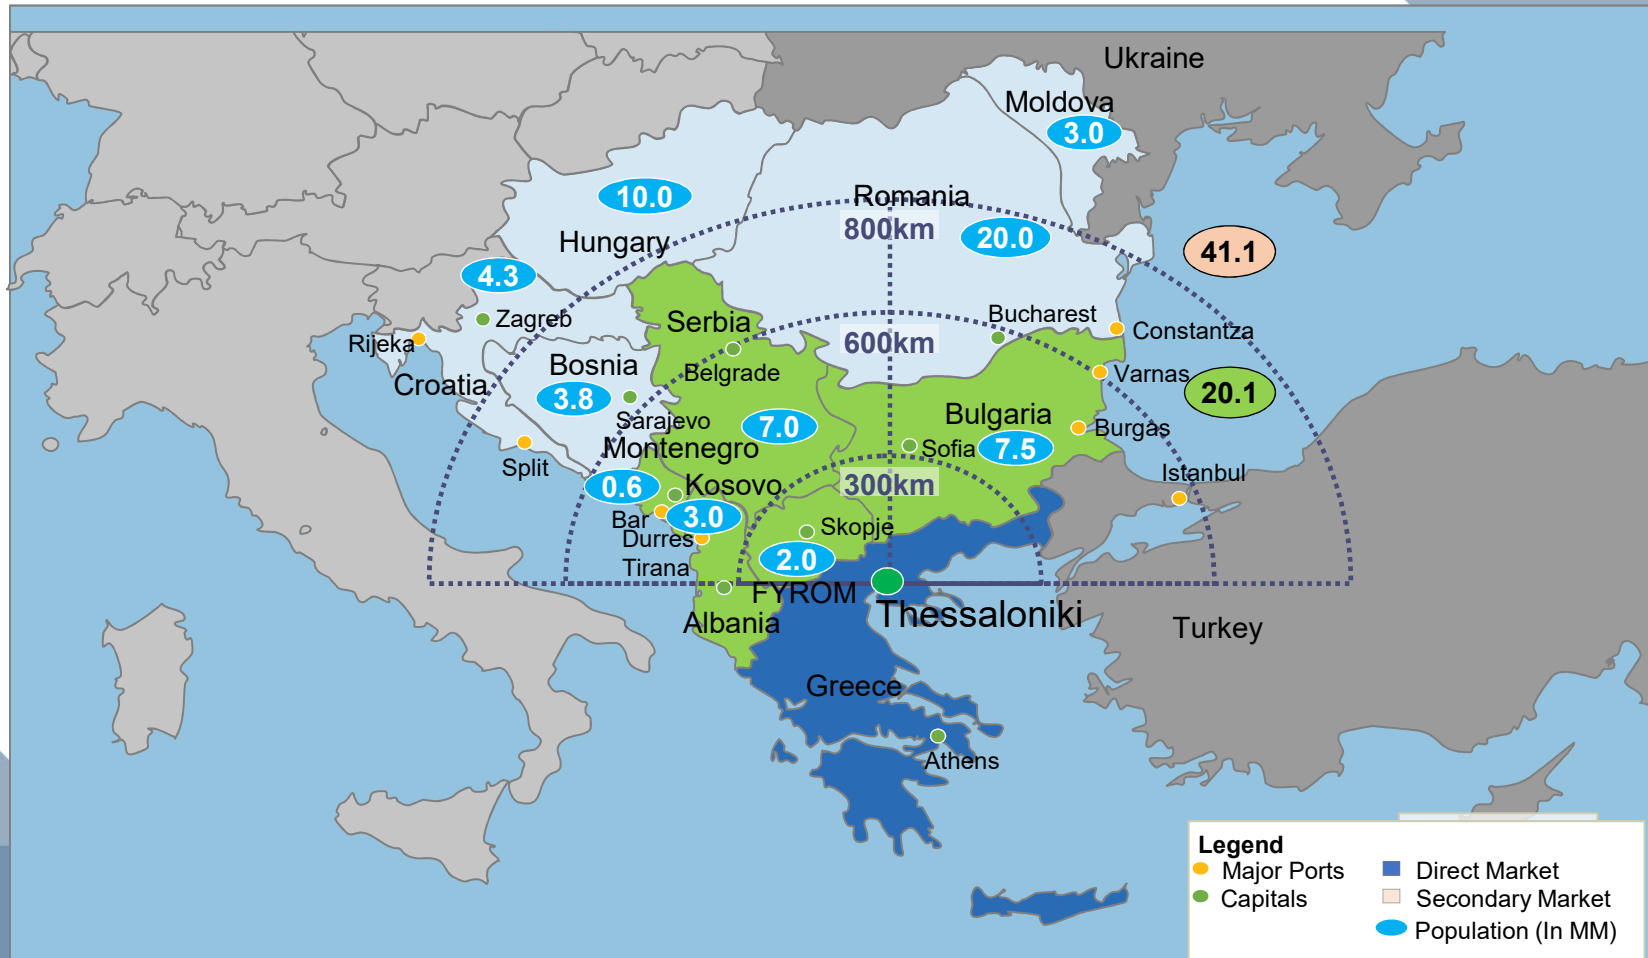 Ukraine
Moldova
3.0
10.0
Romania
800km
20.0
Hungary
41.1
4.3
Zagreb
Serbia
Bucharest
Constantza
Rijeka
600km
Bosnia
Belgrade
Varnas
Croatia
3.8
20.1
Sarajevo
7.0
Bulgaria
Burgas
Montenegro
Sofia
7.5
Split
Istanbul
0.6
Kosovo
300km
Bar
3.0
Skopje
Durres
Tirana
2.0
FYROM
Thessaloniki
Albania
Turkey
Greece
Athens
Legend
Major Ports
Direct Market
Capitals
Secondary Market
Population (In MM)